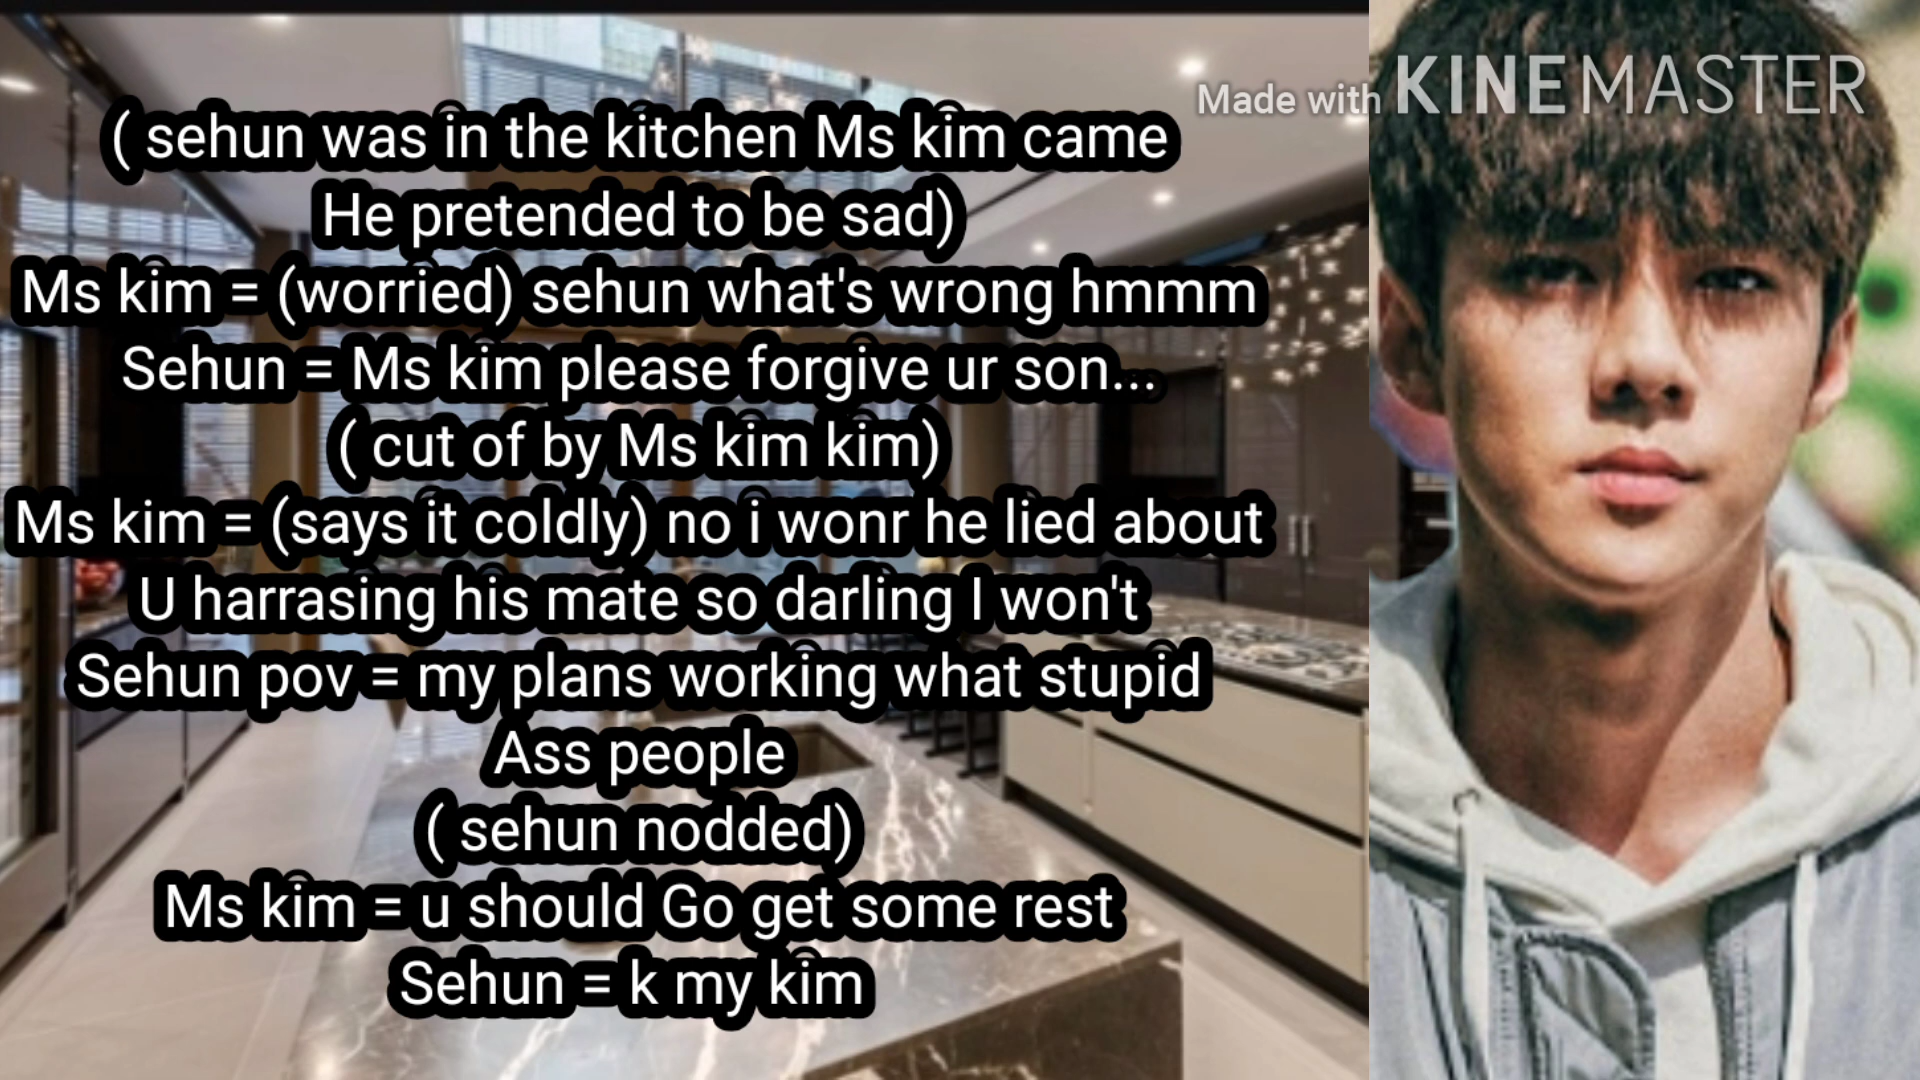 Made with KINEMASTER
( sehun was in the kitchen Ms kim came
He pretended to be sad)
Ms kim = (worried) sehun what's wrong hmmm
Sehun = Ms kim please forgive ur son...
( cut of by Ms kim kim)
Ms kim = (says it coldly) no i wonr he lied about
U harrasing his mate so darling I won't
Sehun pov = my plans working what stupid
Ass people
( sehun nodded)
Ms kim = u should Go get some rest
Sehun = k my kim